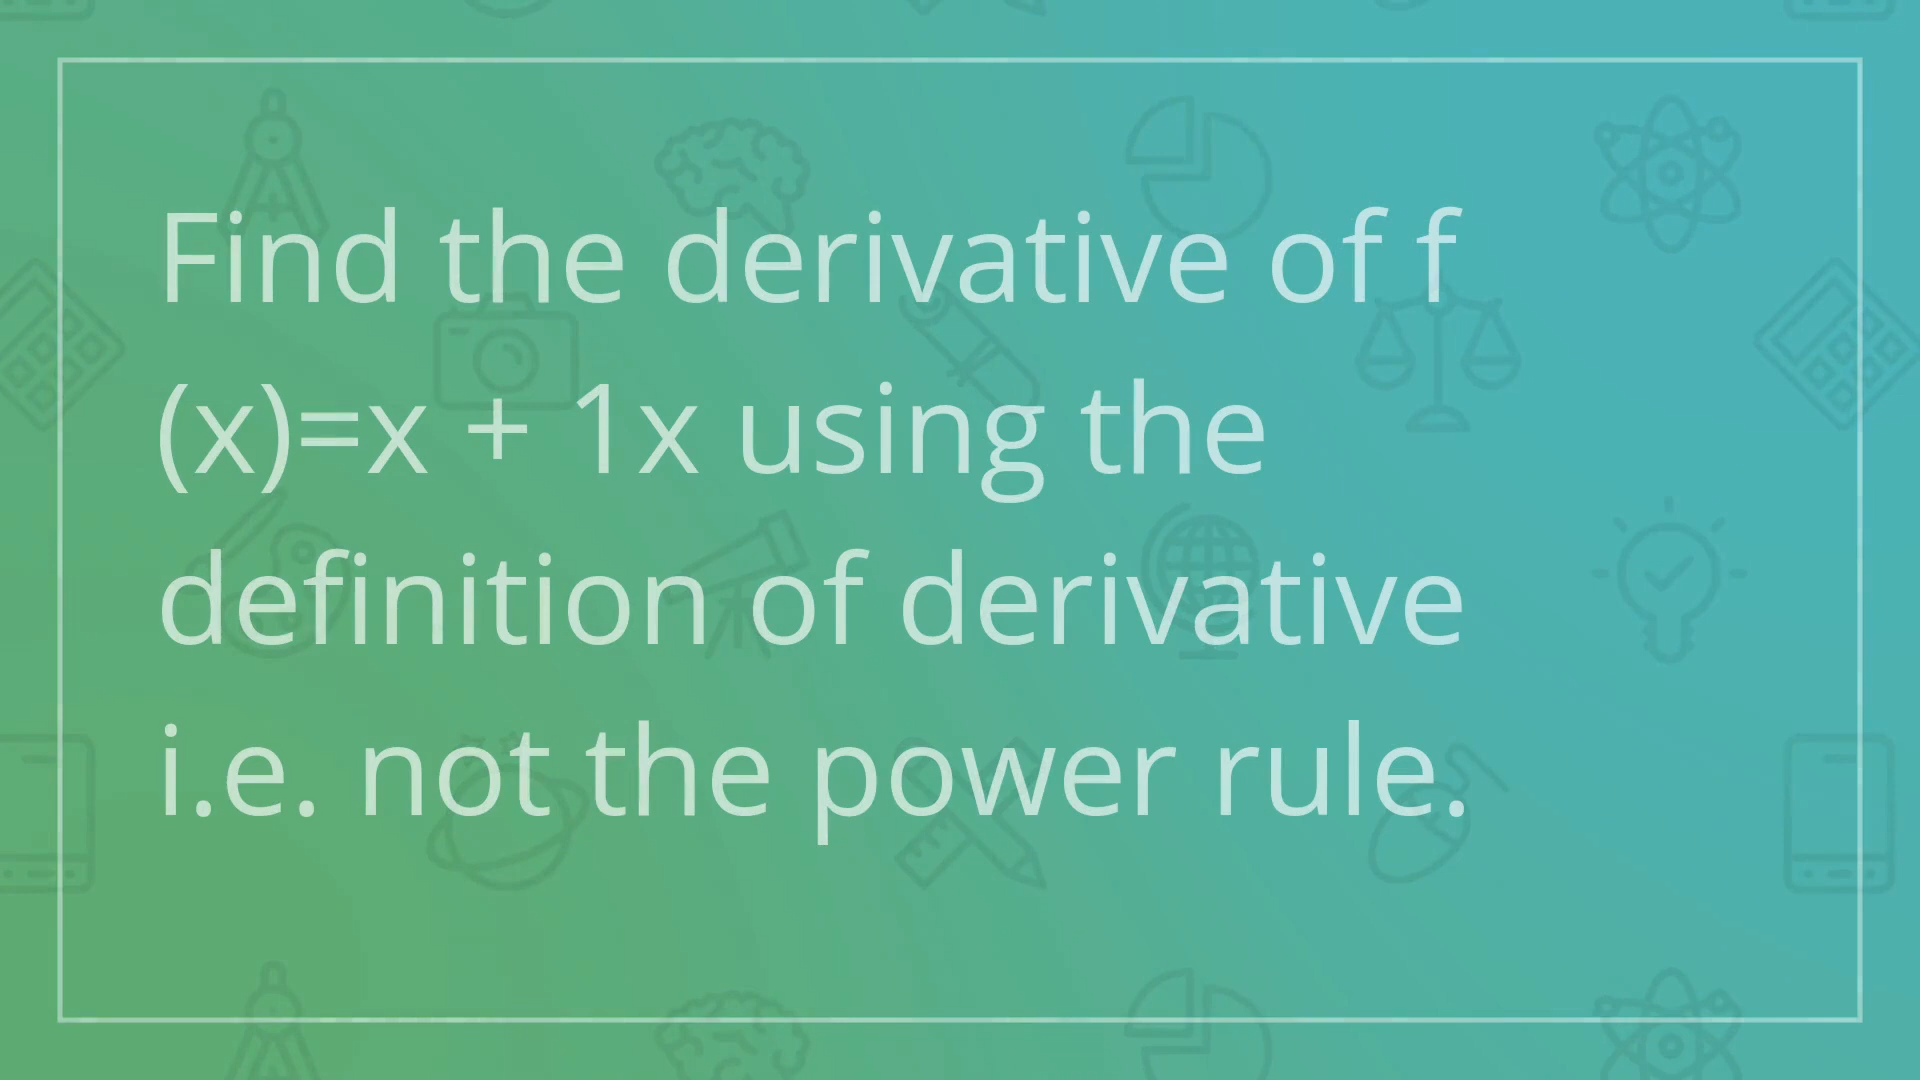 Find the derivative of f
(x)=x + 1x using the
definition of derivative
i.e. not the power rule.